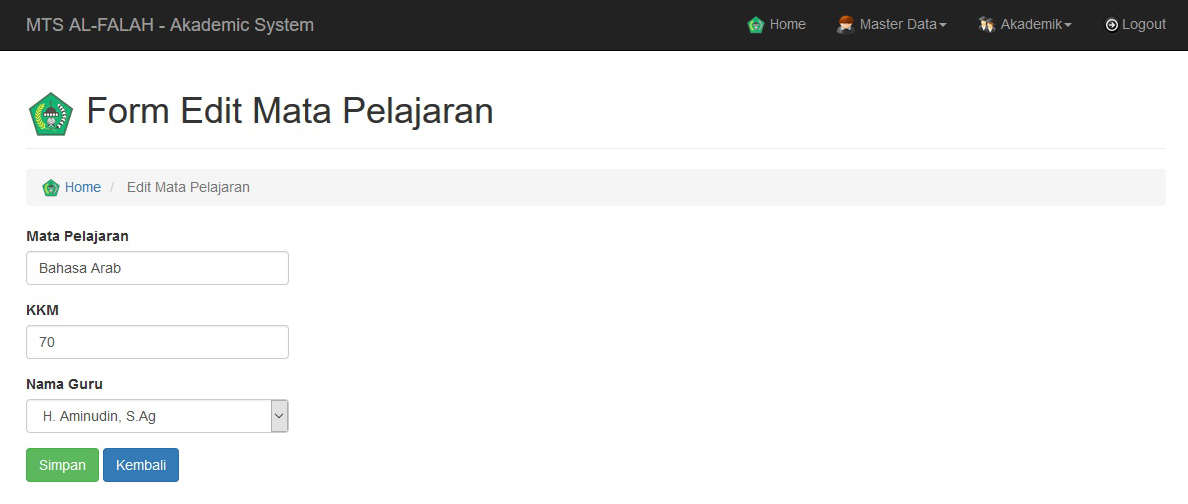 MTS AL-FALAH - Akademic System Home Master Data Akademik Logout
Form Edit Mata Pelajaran
Home / Edit Mata Pelajaran
Mata Pelajaran
Bahasa Arab
KKM
70
Nama Guru
H. Aminudin, S.Ag
Simpan Kembali